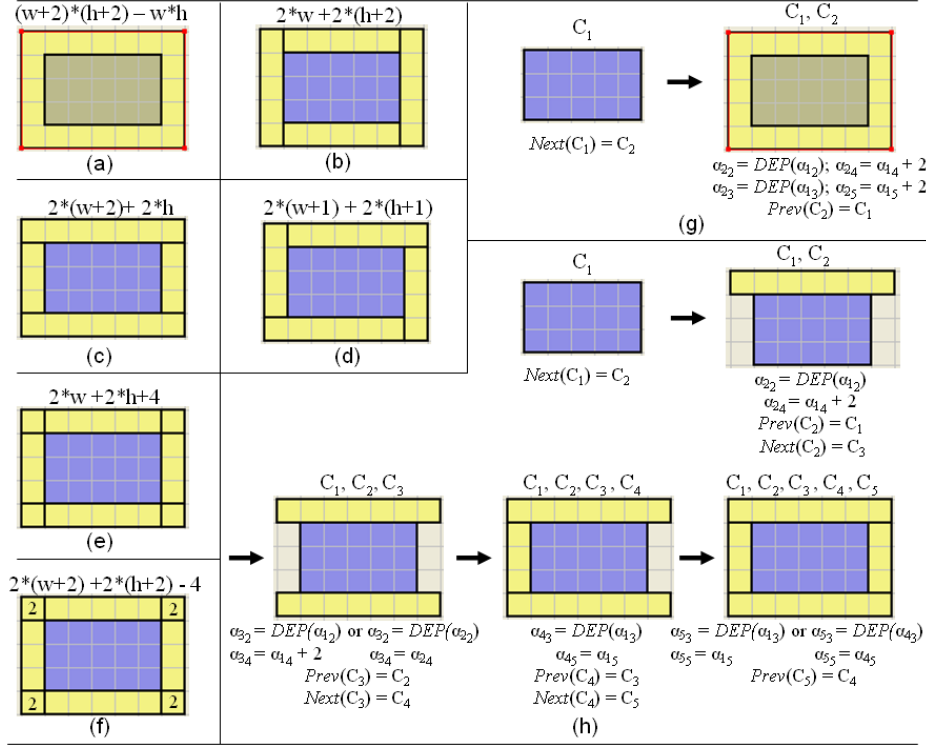 (w+2)*(h+2) – w*h
(a)
2*w +2*(h+2)
(b)
2*(w+2)+ 2*h
(c)
2*(w+1) + 2*(h+1)
(d)
2*w +2*h+4
(e)
2*(w+2) +2*(h+2) - 4
2 2
2 2
(f)
C₁
Next(C₁) = C₂
C₁, C₂
α₂₂ = DEP(α₁₂); α₂₄ = α₁₄ + 2
α₂₃ = DEP(α₁₃); α₂₅ = α₁₅ + 2
Prev(C₂) = C₁
(g)
C₁
Next(C₁) = C₂
C₁, C₂
α₂₂ = DEP(α₁₂)
α₂₄ = α₁₄ + 2
Prev(C₂) = C₁
Next(C₂) = C₃
C₁, C₂, C₃
α₃₂ = DEP(α₁₂) or α₃₂ = DEP(α₂₂)
α₃₄ = α₁₄ + 2 α₃₄ = α₂₄
Prev(C₃) = C₂
Next(C₃) = C₄
C₁, C₂, C₃, C₄
α₄₃ = DEP(α₁₃)
α₄₅ = α₁₅
Prev(C₄) = C₃
Next(C₄) = C₅
C₁, C₂, C₃, C₄ , C₅
α₅₃ = DEP(α₁₃) or α₅₃ = DEP(α₄₃)
α₅₅ = α₁₅ α₅₅ = α₄₅
Prev(C₅) = C₄
(h)